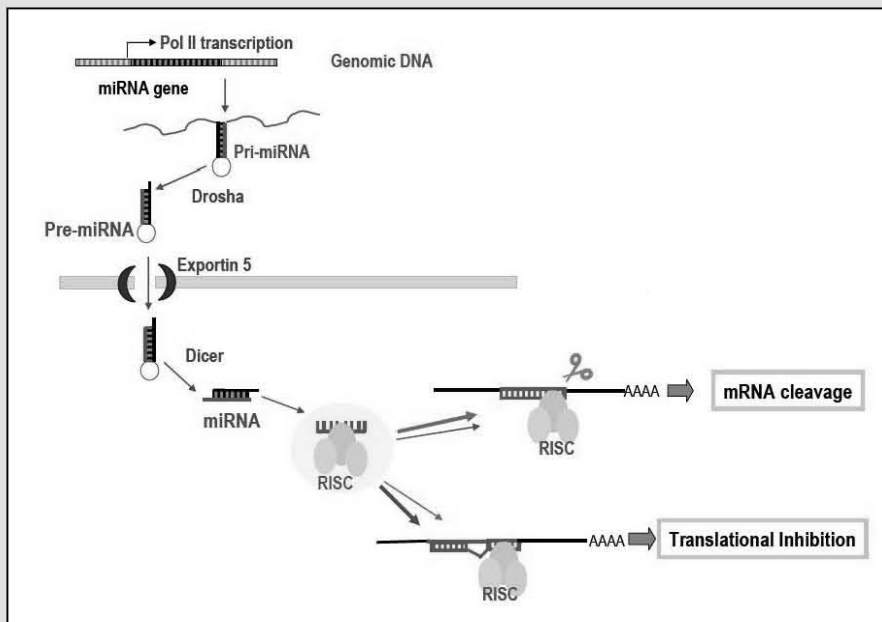 Pol II transcription
Genomic DNA
miRNA gene
Pri-miRNA
Drosha
Pre-miRNA
Exportin 5
Dicer
miRNA
RISC
AAAA
mRNA cleavage
RISC
AAAA
Translational Inhibition
RISC